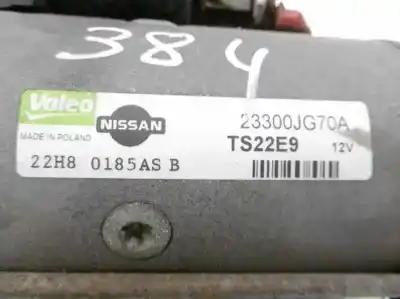 384
Valeo
MADE IN POLAND
NISSAN
23300JG70A
TS22E9
12V
22H8 0185AS B